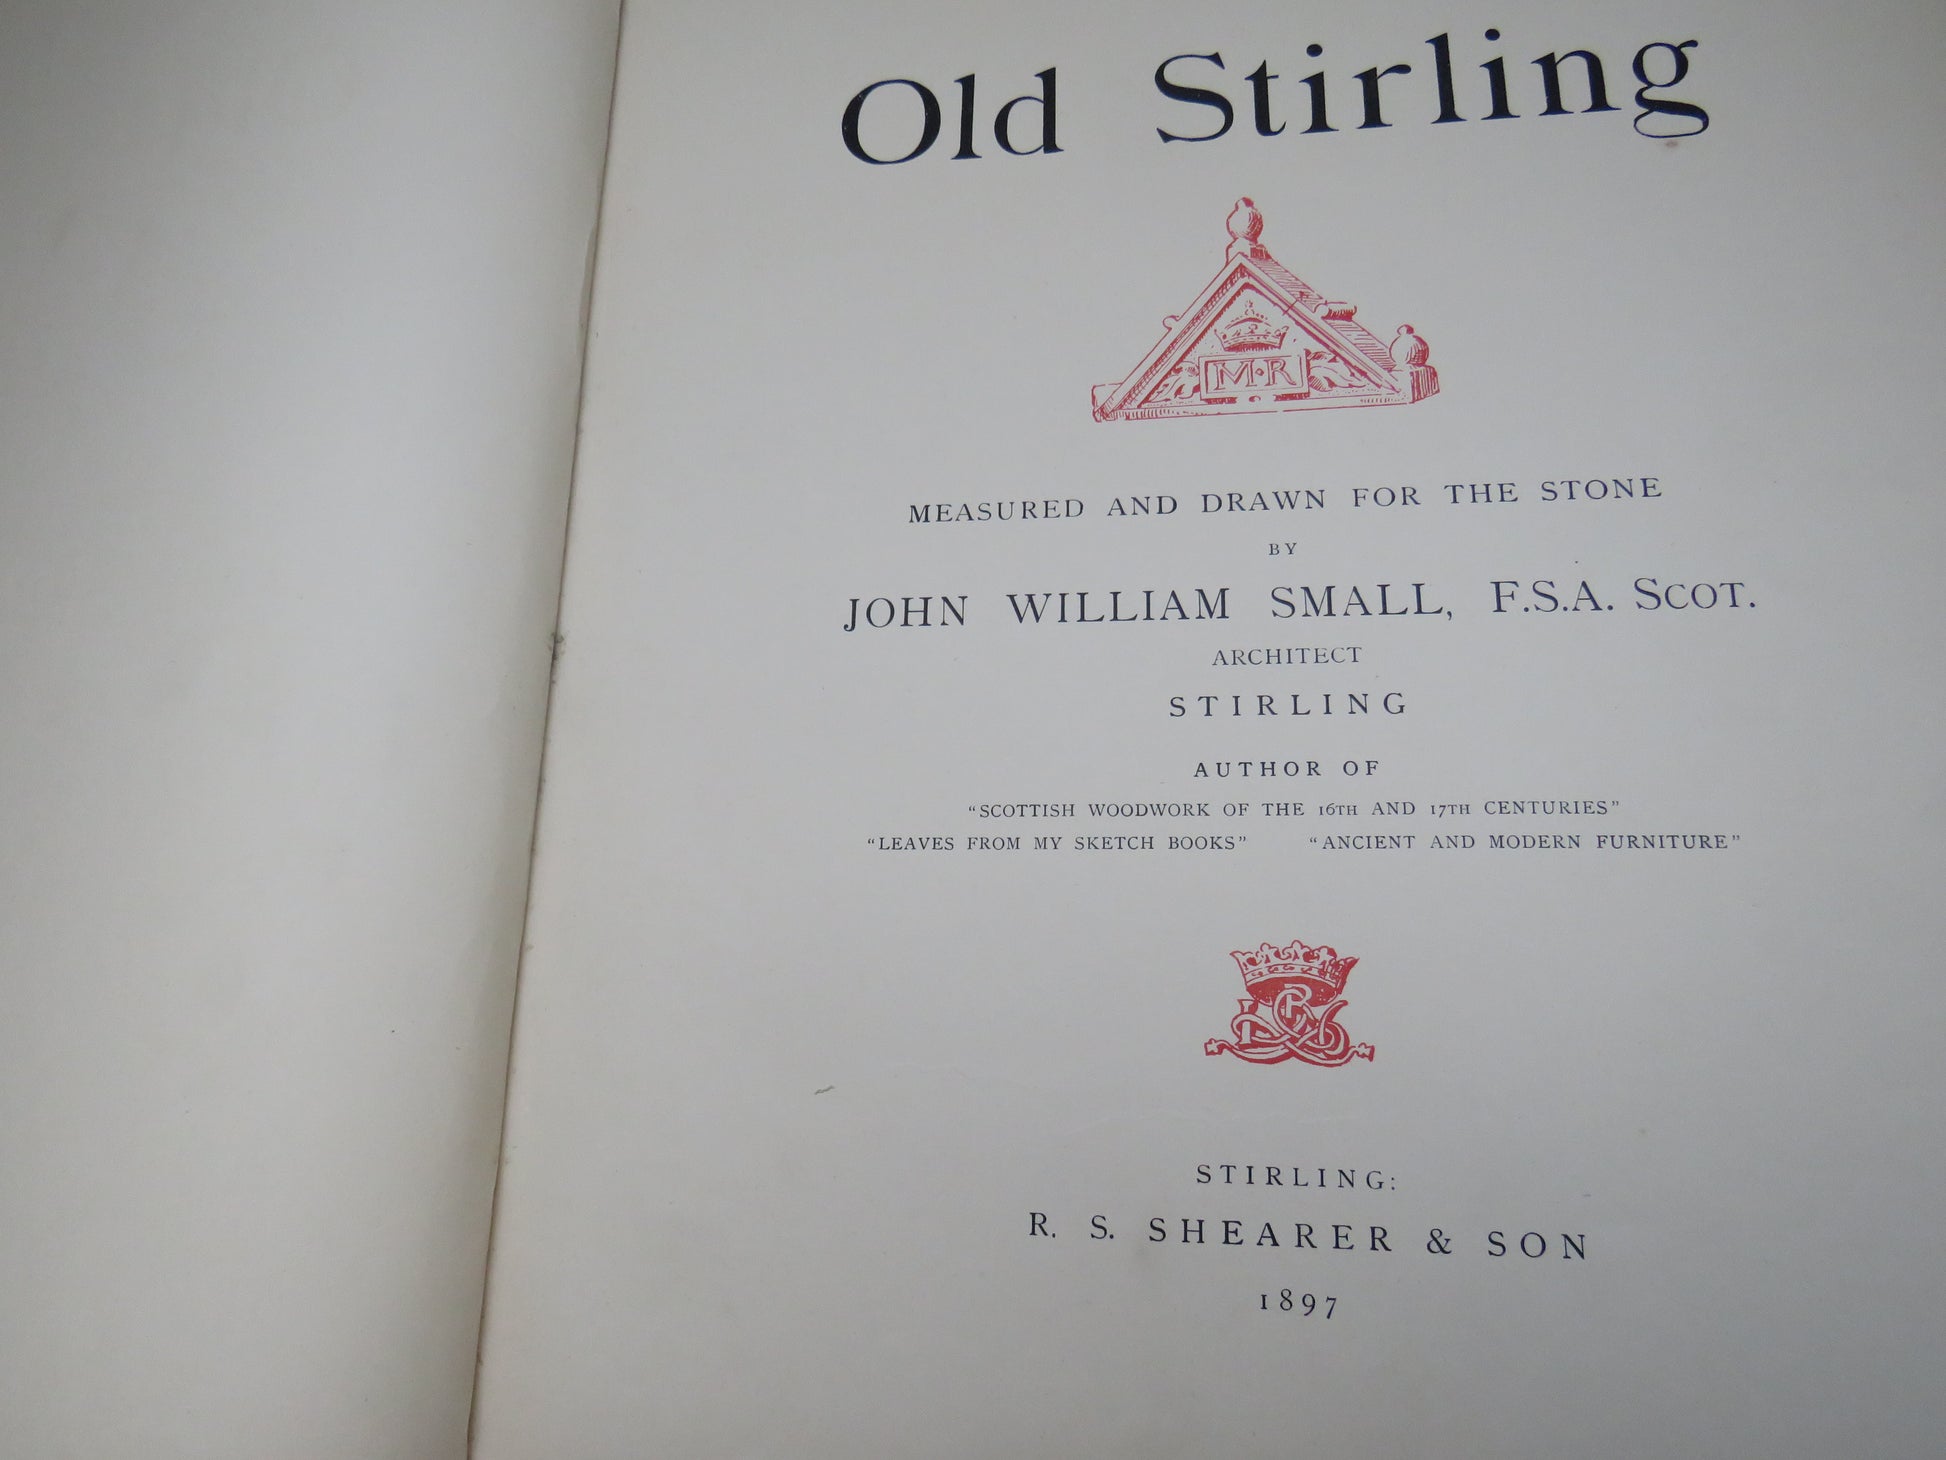 Old Stirling
M·R
MEASURED AND DRAWN FOR THE STONE
BY
JOHN WILLIAM SMALL, F.S.A. SCOT.
ARCHITECT
STIRLING
AUTHOR OF
"SCOTTISH WOODWORK OF THE 16TH AND 17TH CENTURIES"
"LEAVES FROM MY SKETCH BOOKS" "ANCIENT AND MODERN FURNITURE"
STIRLING:
R. S. SHEARER & SON
1897